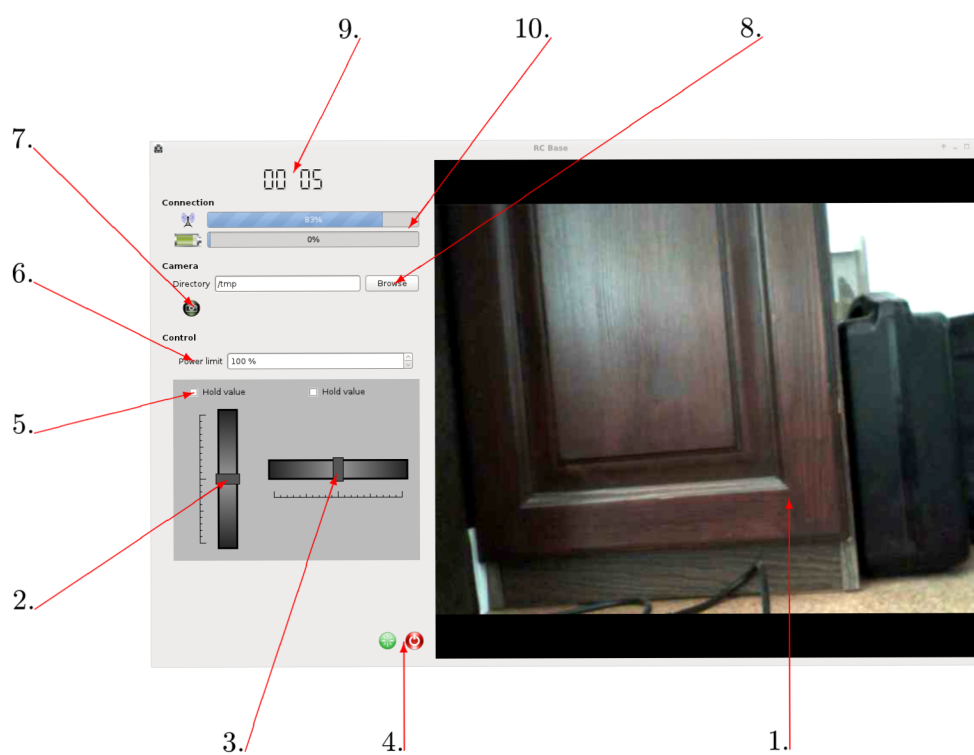 9. 10. 8.
7.
RC Base
00 05
Connection
83%
0%
Camera
6.
Directory /tmp Browse
Control
Power limit 100 %
Hold value Hold value
5.
2.
3. 4. 1.